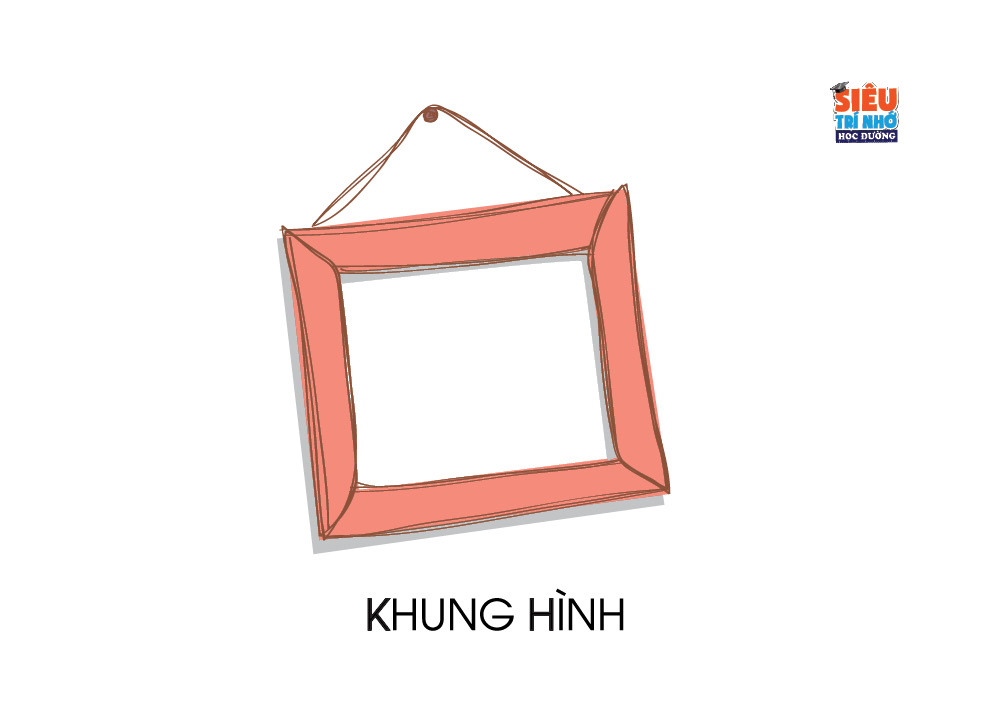 SIÊU
TRÍ NHỚ
HỌC ĐƯỜNG
KHUNG HÌNH